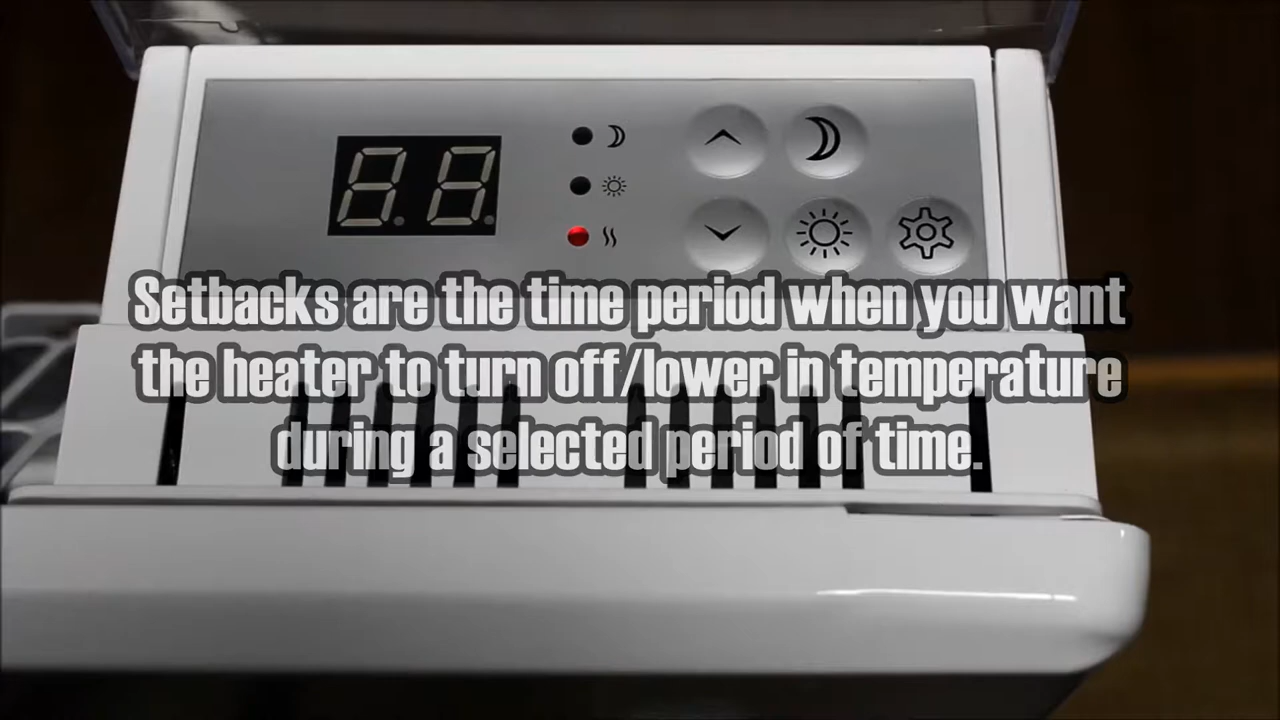 Setbacks are the time period when you want
the heater to turn off/lower in temperature
during a selected period of time.